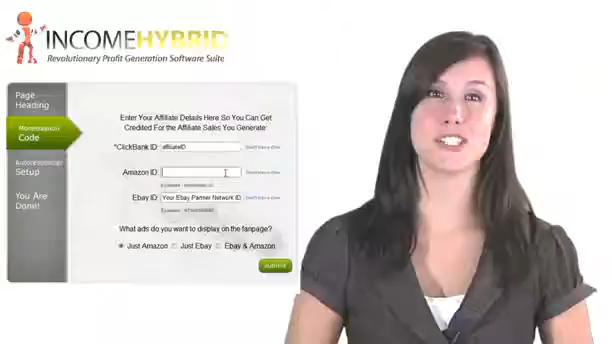 INCOMEHYBRID
Revolutionary Profit Generation Software Suite
Page
Heading
Monetization
Code
Setup
You Are
Done!
Enter Your Affiliate Details Here So You Can Get
Credited For the Affiliate Sales You Generate:
*ClickBank ID: affiliateID
Amazon ID:
Ebay ID: Your Ebay Partner Network ID
What ads do you want to display on the fanpage?
Just Amazon Just Ebay Ebay & Amazon
submit